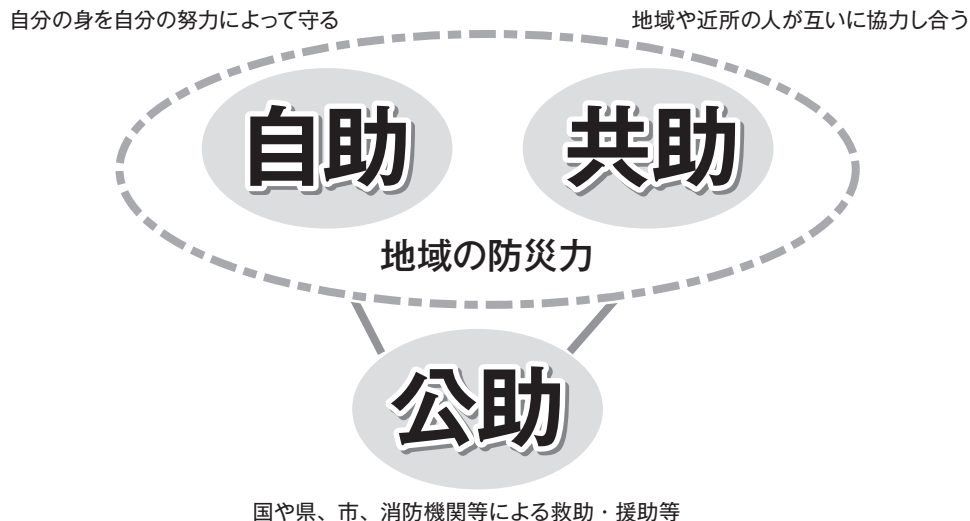 自分の身を自分の努力によって守る
地域や近所の人が互いに協力し合う
自助
共助
地域の防災力
公助
国や県、市、消防機関等による救助・援助等